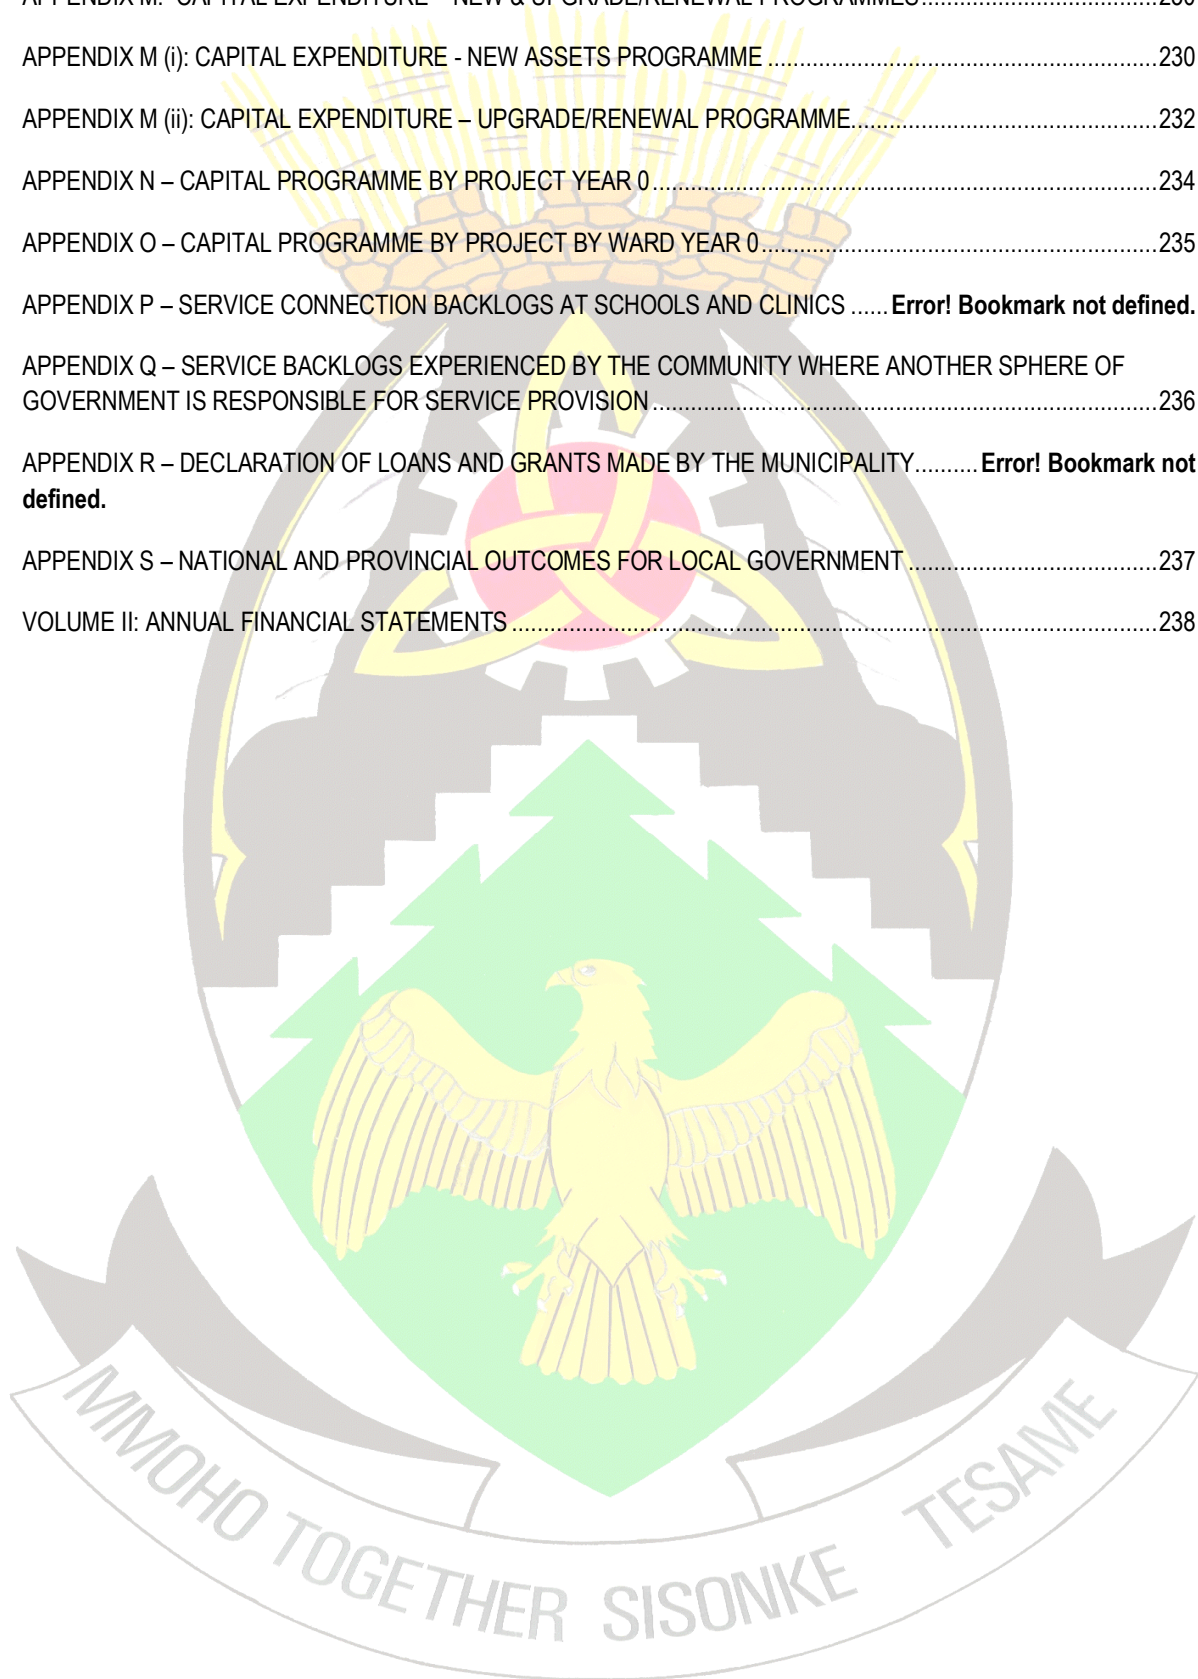 APPENDIX M (i): CAPITAL EXPENDITURE - NEW ASSETS PROGRAMME ............ 230
APPENDIX M (ii): CAPITAL EXPENDITURE – UPGRADE/RENEWAL PROGRAMME ............ 232
APPENDIX N – CAPITAL PROGRAMME BY PROJECT YEAR 0 ............ 234
APPENDIX O – CAPITAL PROGRAMME BY PROJECT BY WARD YEAR 0 ............ 235
APPENDIX P – SERVICE CONNECTION BACKLOGS AT SCHOOLS AND CLINICS ...... Error! Bookmark not defined.
APPENDIX Q – SERVICE BACKLOGS EXPERIENCED BY THE COMMUNITY WHERE ANOTHER SPHERE OF
GOVERNMENT IS RESPONSIBLE FOR SERVICE PROVISION ............ 236
APPENDIX R – DECLARATION OF LOANS AND GRANTS MADE BY THE MUNICIPALITY .......... Error! Bookmark not
defined.
APPENDIX S – NATIONAL AND PROVINCIAL OUTCOMES FOR LOCAL GOVERNMENT ............ 237
VOLUME II: ANNUAL FINANCIAL STATEMENTS ............ 238
MMOHO TOGETHER SISONKE TESAME